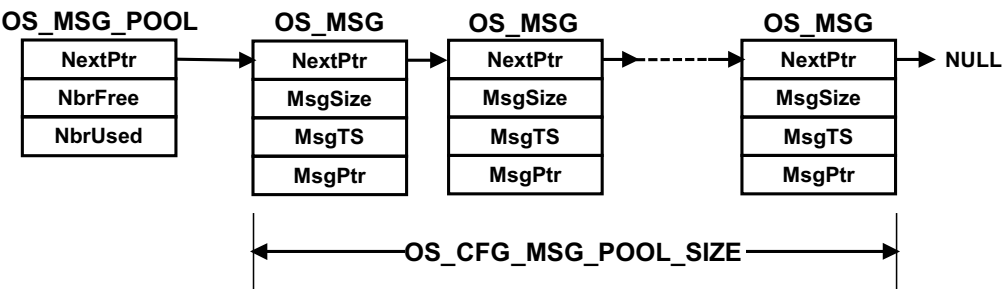 OS_MSG_POOL
NextPtr
NbrFree
NbrUsed
OS_MSG
NextPtr
MsgSize
MsgTS
MsgPtr
OS_MSG
NextPtr
MsgSize
MsgTS
MsgPtr
OS_MSG
NextPtr
MsgSize
MsgTS
MsgPtr
NULL
OS_CFG_MSG_POOL_SIZE